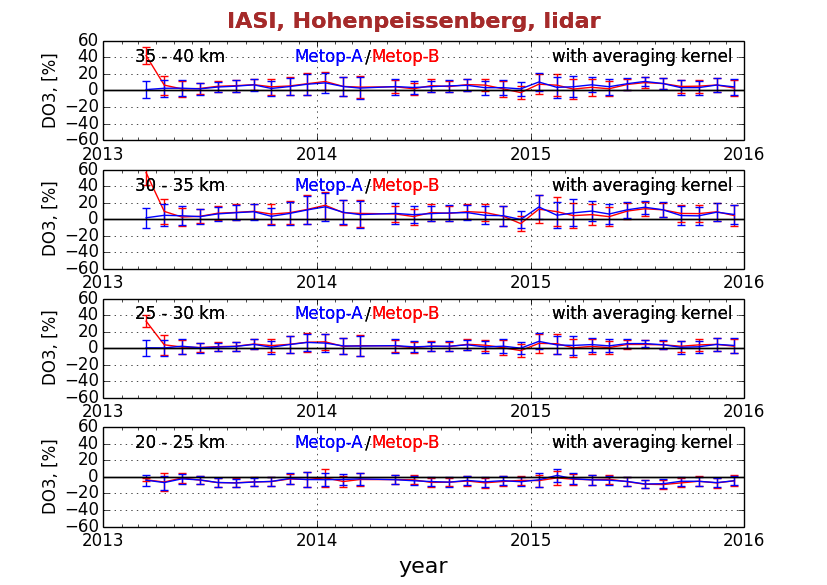 IASI, Hohenpeissenberg, lidar
DO3, [%]
60
40
20
0
−20
−40
−60
35 - 40 km Metop-A/Metop-B with averaging kernel
2013 2014 2015 2016
DO3, [%]
60
40
20
0
−20
−40
−60
30 - 35 km Metop-A/Metop-B with averaging kernel
2013 2014 2015 2016
DO3, [%]
60
40
20
0
−20
−40
−60
25 - 30 km Metop-A/Metop-B with averaging kernel
2013 2014 2015 2016
DO3, [%]
60
40
20
0
−20
−40
−60
20 - 25 km Metop-A/Metop-B with averaging kernel
2013 2014 2015 2016
year